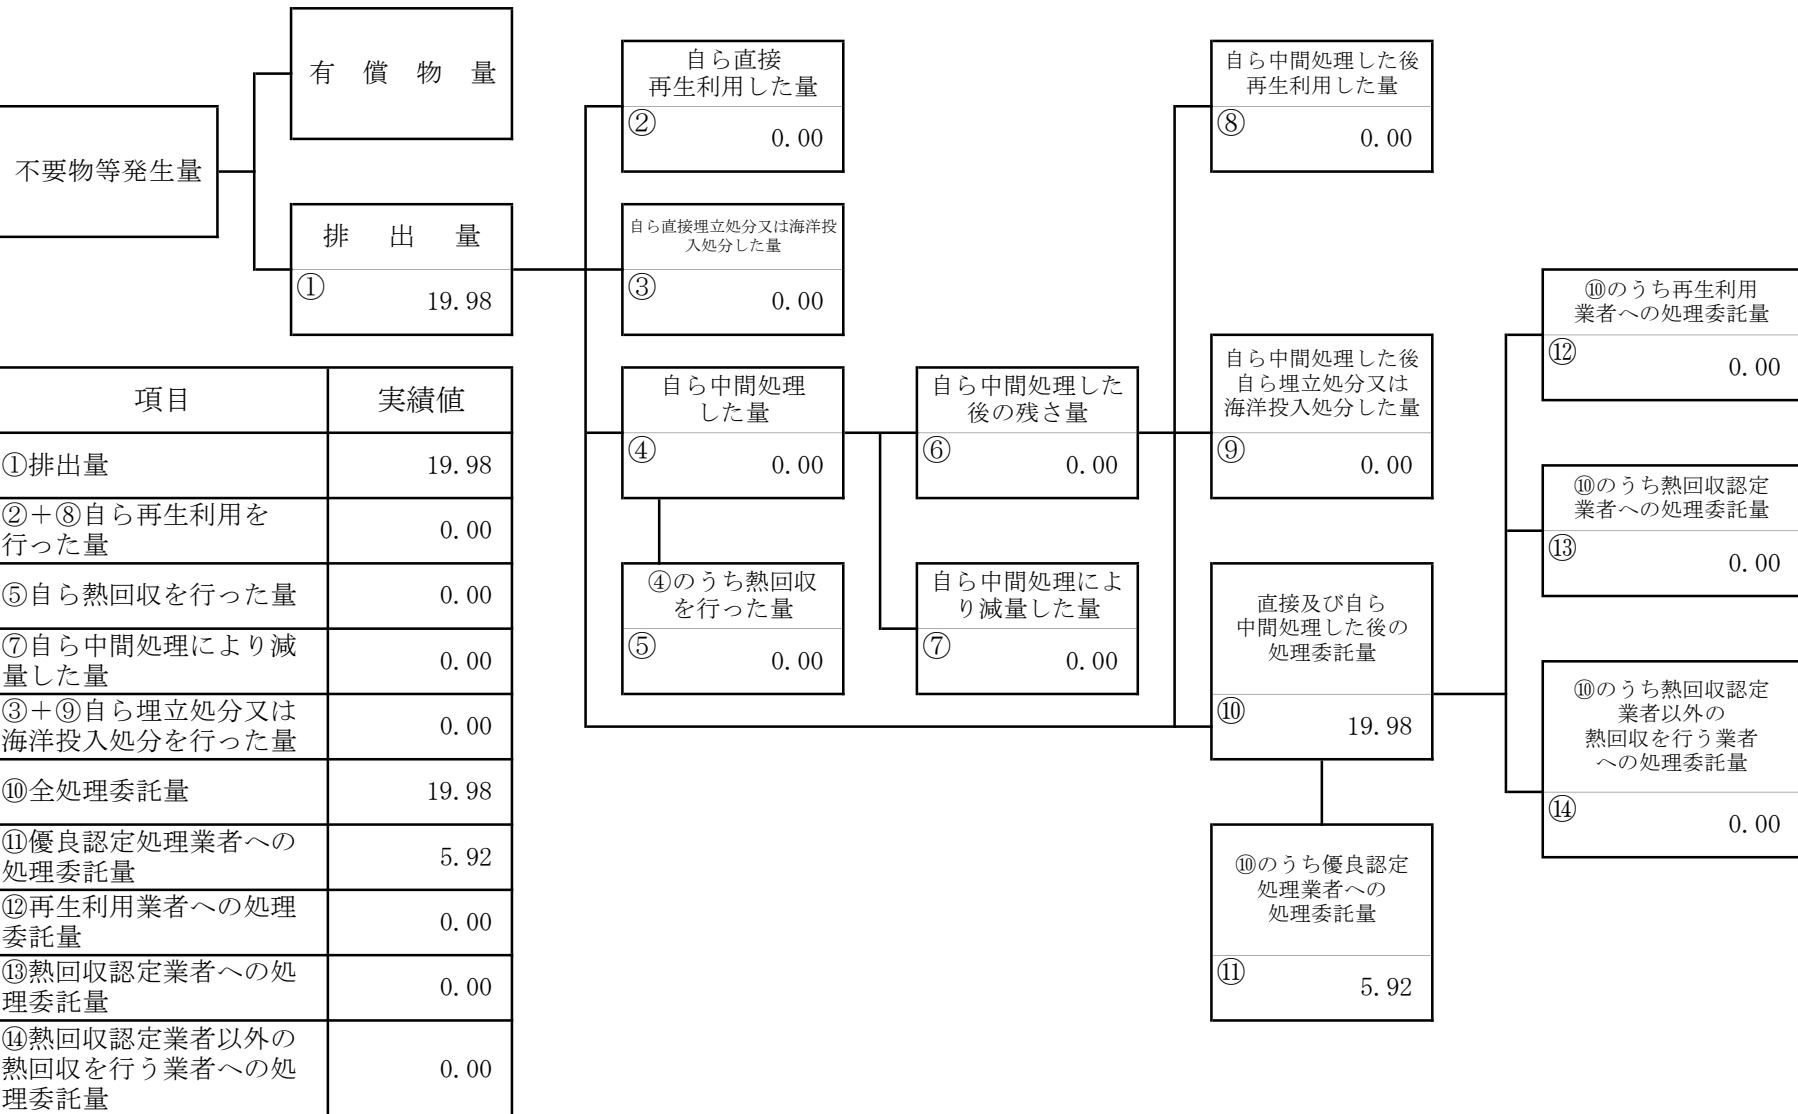 有 償 物 量
不要物等発生量
排 出 量
① 19.98
自ら直接
再生利用した量
② 0.00
自ら直接埋立処分又は海洋投
入処分した量
③ 0.00
自ら中間処理
した量
④ 0.00
④のうち熱回収
を行った量
⑤ 0.00
自ら中間処理した
後の残さ量
⑥ 0.00
自ら中間処理によ
り減量した量
⑦ 0.00
自ら中間処理した後
再生利用した量
⑧ 0.00
自ら中間処理した後
自ら埋立処分又は
海洋投入処分した量
⑨ 0.00
直接及び自ら
中間処理した後の
処理委託量
⑩ 19.98
⑩のうち優良認定
処理業者への
処理委託量
⑪ 5.92
⑩のうち再生利用
業者への処理委託量
⑫ 0.00
⑩のうち熱回収認定
業者への処理委託量
⑬ 0.00
⑩のうち熱回収認定
業者以外の
熱回収を行う業者
への処理委託量
⑭ 0.00
項目 実績値
①排出量 19.98
②＋⑧自ら再生利用を
行った量 0.00
⑤自ら熱回収を行った量 0.00
⑦自ら中間処理により減
量した量 0.00
③＋⑨自ら埋立処分又は
海洋投入処分を行った量 0.00
⑩全処理委託量 19.98
⑪優良認定処理業者への
処理委託量 5.92
⑫再生利用業者への処理
委託量 0.00
⑬熱回収認定業者への処
理委託量 0.00
⑭熱回収認定業者以外の
熱回収を行う業者への処 0.00
理委託量